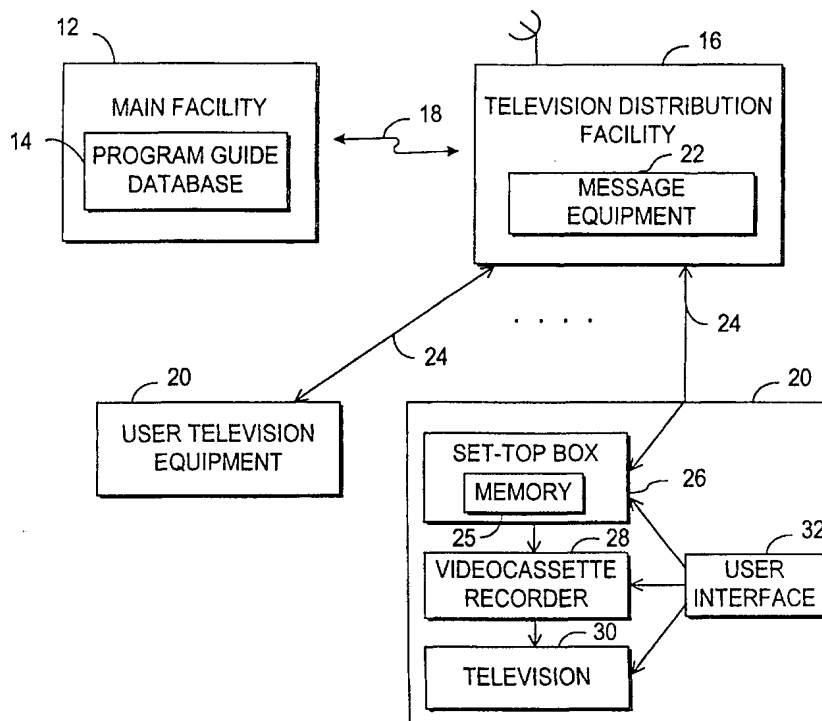 12
MAIN FACILITY
14
PROGRAM GUIDE
DATABASE
18
16
TELEVISION DISTRIBUTION
FACILITY
22
MESSAGE
EQUIPMENT
24
24
20
USER TELEVISION
EQUIPMENT
20
SET-TOP BOX
MEMORY
26
25
28
VIDEOCASSETTE
RECORDER
32
USER
INTERFACE
30
TELEVISION